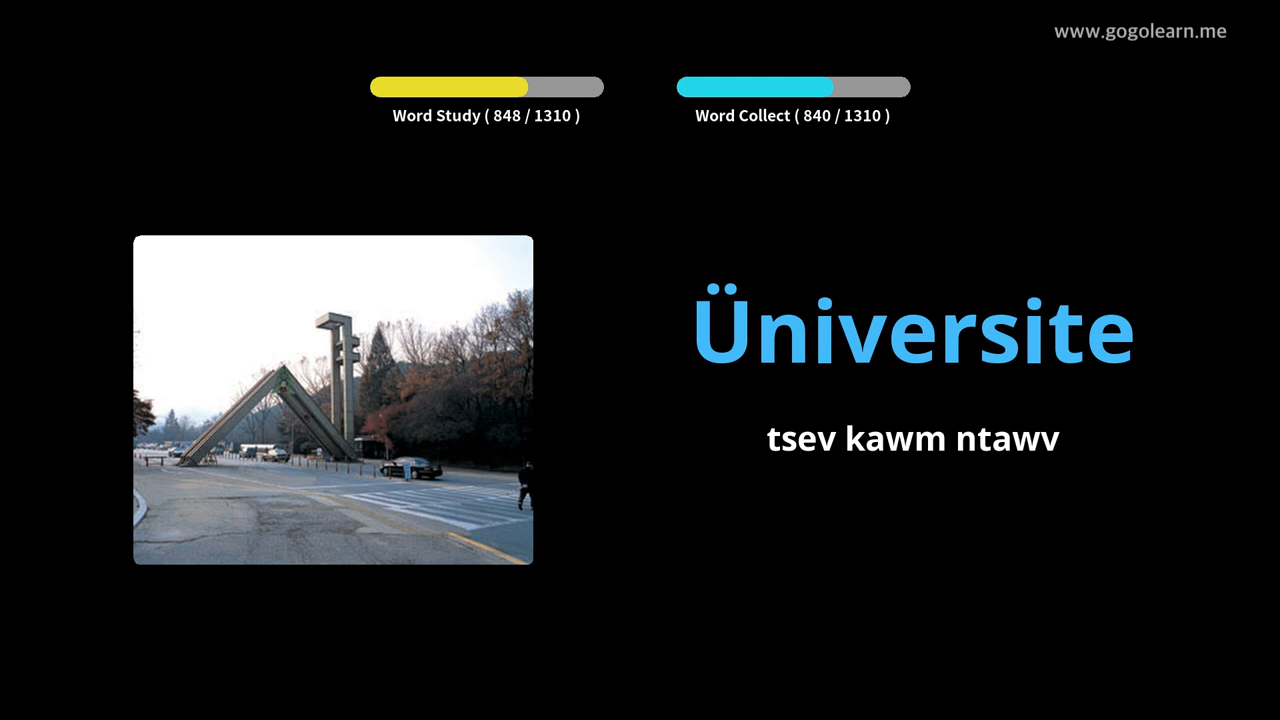 www.gogolearn.me
Word Study ( 848 / 1310 )
Word Collect ( 840 / 1310 )
Üniversite
tsev kawm ntawv